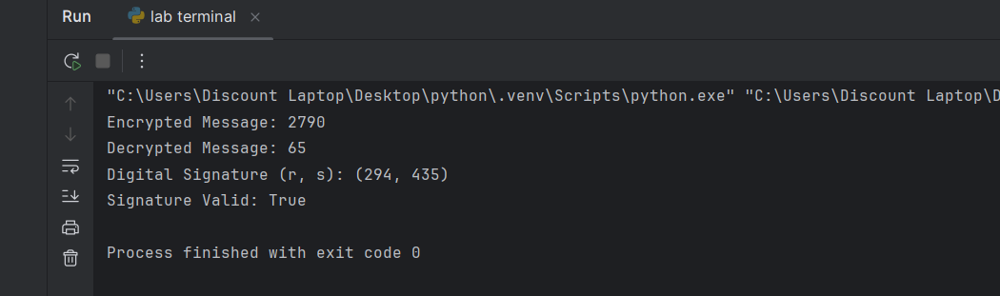 Run lab terminal
"C:\Users\Discount Laptop\Desktop\python\.venv\Scripts\python.exe" "C:\Users\Discount Laptop\D
Encrypted Message: 2790
Decrypted Message: 65
Digital Signature (r, s): (294, 435)
Signature Valid: True
Process finished with exit code 0